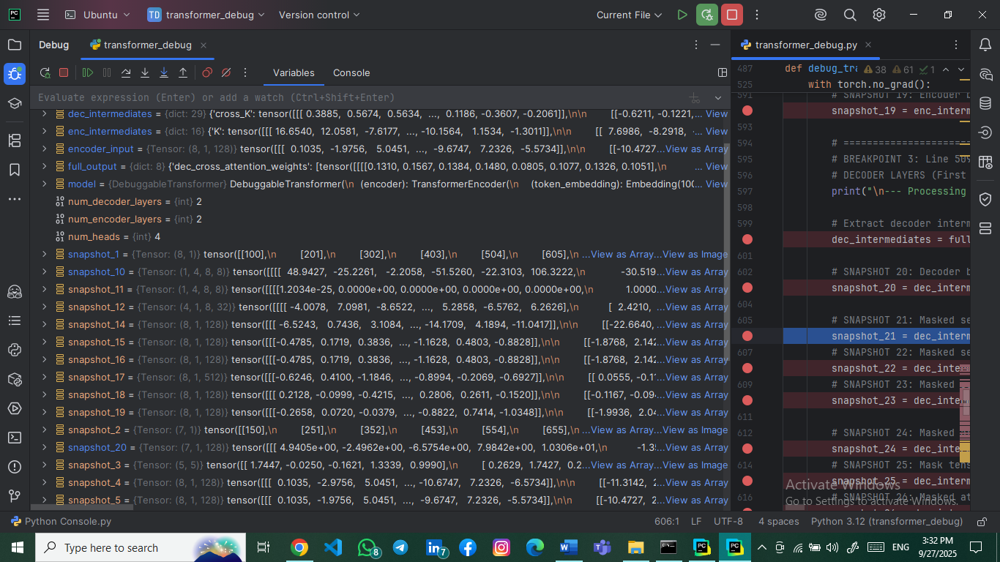 PC Ubuntu TD transformer_debug Version control Current File
Debug transformer_debug transformer_debug.py
Variables Console
487 def debug_tra 38 61 1
525 with torch.no_grad():
Evaluate expression (Enter) or add a watch (Ctrl+Shift+Enter)
dec_intermediates = {dict: 29} {'cross_K': tensor([[[ 0.3885, 0.5674, 0.5634, ..., 0.1186, -0.3607, -0.2061]],\n\n [[-0.6211, -0.1221,... View
enc_intermediates = {dict: 16} {'K': tensor([[[ 16.6540, 12.0581, -7.6177, ..., -10.1564, 1.1534, -1.3011]],\n\n [[ 7.6986, -8.2918, -... View
encoder_input = {Tensor: (8, 1, 128)} tensor([[[ 0.1035, -1.9756, 5.0451, ..., -9.6747, 7.2326, -5.5734]],\n\n [[-10.4727...View as Array
full_output = {dict: 8} {'dec_cross_attention_weights': [tensor([[[[0.1310, 0.1567, 0.1384, 0.1480, 0.0805, 0.1077, 0.1326, 0.1051],\n ... View
model = {DebuggableTransformer} DebuggableTransformer(\n (encoder): TransformerEncoder(\n (token_embedding): Embedding(100... View
num_decoder_layers = {int} 2
num_encoder_layers = {int} 2
num_heads = {int} 4
snapshot_1 = {Tensor: (8, 1)} tensor([[100],\n [201],\n [302],\n [403],\n [504],\n [605],\n ...View as Array...View as Image
snapshot_10 = {Tensor: (1, 4, 8, 8)} tensor([[[[ 48.9427, -25.2261, -2.2058, -51.5260, -22.3103, 106.3222,\n -30.519...View as Array
snapshot_11 = {Tensor: (1, 4, 8, 8)} tensor([[[[1.2034e-25, 0.0000e+00, 0.0000e+00, 0.0000e+00, 0.0000e+00,\n 1.0000...View as Array
snapshot_12 = {Tensor: (4, 1, 8, 32)} tensor([[[[ -4.0078, 7.0981, -8.6522, ..., 5.2858, -6.5762, 6.2626],\n [ 2.4210, ...View as Array
snapshot_14 = {Tensor: (8, 1, 128)} tensor([[[ -6.5243, 0.7436, 3.1084, ..., -14.1709, 4.1894, -11.0417]],\n\n [[-22.6640, ...View as Array
snapshot_15 = {Tensor: (8, 1, 128)} tensor([[[-0.4785, 0.1719, 0.3836, ..., -1.1628, 0.4803, -0.8828]],\n\n [[-1.8768, 2.142...View as Array
snapshot_16 = {Tensor: (8, 1, 128)} tensor([[[-0.4785, 0.1719, 0.3836, ..., -1.1628, 0.4803, -0.8828]],\n\n [[-1.8768, 2.142...View as Array
snapshot_17 = {Tensor: (8, 1, 512)} tensor([[[-0.6246, 0.4100, -1.1846, ..., -0.8994, -0.2069, -0.6927]],\n\n [[ 0.0555, -0.1...View as Array
snapshot_18 = {Tensor: (8, 1, 128)} tensor([[[ 0.2128, -0.0999, -0.4215, ..., 0.2806, 0.2611, -0.1520]],\n\n [[-0.1167, -0.09...View as Array
snapshot_19 = {Tensor: (8, 1, 128)} tensor([[[-0.2658, 0.0720, -0.0379, ..., -0.8822, 0.7414, -1.0348]],\n\n [[-1.9936, 2.04...View as Array
snapshot_2 = {Tensor: (7, 1)} tensor([[150],\n [251],\n [352],\n [453],\n [554],\n [655],\n ...View as Array...View as Image
snapshot_20 = {Tensor: (7, 1, 128)} tensor([[[ 4.9405e+00, -2.4962e+00, -6.5754e+00, 7.9842e+00, 1.0306e+01,\n -1.3...View as Array
snapshot_3 = {Tensor: (5, 5)} tensor([[ 1.7447, -0.0250, -0.1621, 1.3339, 0.9990],\n [ 0.2629, 1.7427, 0.2...View as Array...View as Image
snapshot_4 = {Tensor: (8, 1, 128)} tensor([[[ 0.1035, -2.9756, 5.0451, ..., -10.6747, 7.2326, -6.5734]],\n\n [[-11.3142, 2...View as Array
snapshot_5 = {Tensor: (8, 1, 128)} tensor([[[ 0.1035, -1.9756, 5.0451, ..., -9.6747, 7.2326, -5.5734]],\n\n [[-10.4727, 2...View as Array
591 # SNAPSHOT 19: Encoder b
snapshot_19 = enc_interm
593
594 # =====================
595 # BREAKPOINT 3: Line 509
596 # DECODER LAYERS (First
597 print("\n--- Processing
598
599 # Extract decoder interm
dec_intermediates = full
601
602 # SNAPSHOT 20: Decoder b
snapshot_20 = dec_interm
604
605 # SNAPSHOT 21: Masked se
snapshot_21 = dec_interm
607 # SNAPSHOT 22: Masked se
snapshot_22 = dec_inte
609 # SNAPSHOT 23: Masked
snapshot_23 = dec_inte
611
612 # SNAPSHOT 24: Masked
snapshot_24 = dec_inte
614 # SNAPSHOT 25: Mask tens
snapshot_25 = dec_interm
616 # SNAPSHOT 26: Masked at
Activate Windows
Go to Settings to activate Windows.
Python Console.py 606:1 LF UTF-8 4 spaces Python 3.12 (transformer_debug)
Type here to search 8 7 PC PC ENG 3:32 PM
9/27/2025